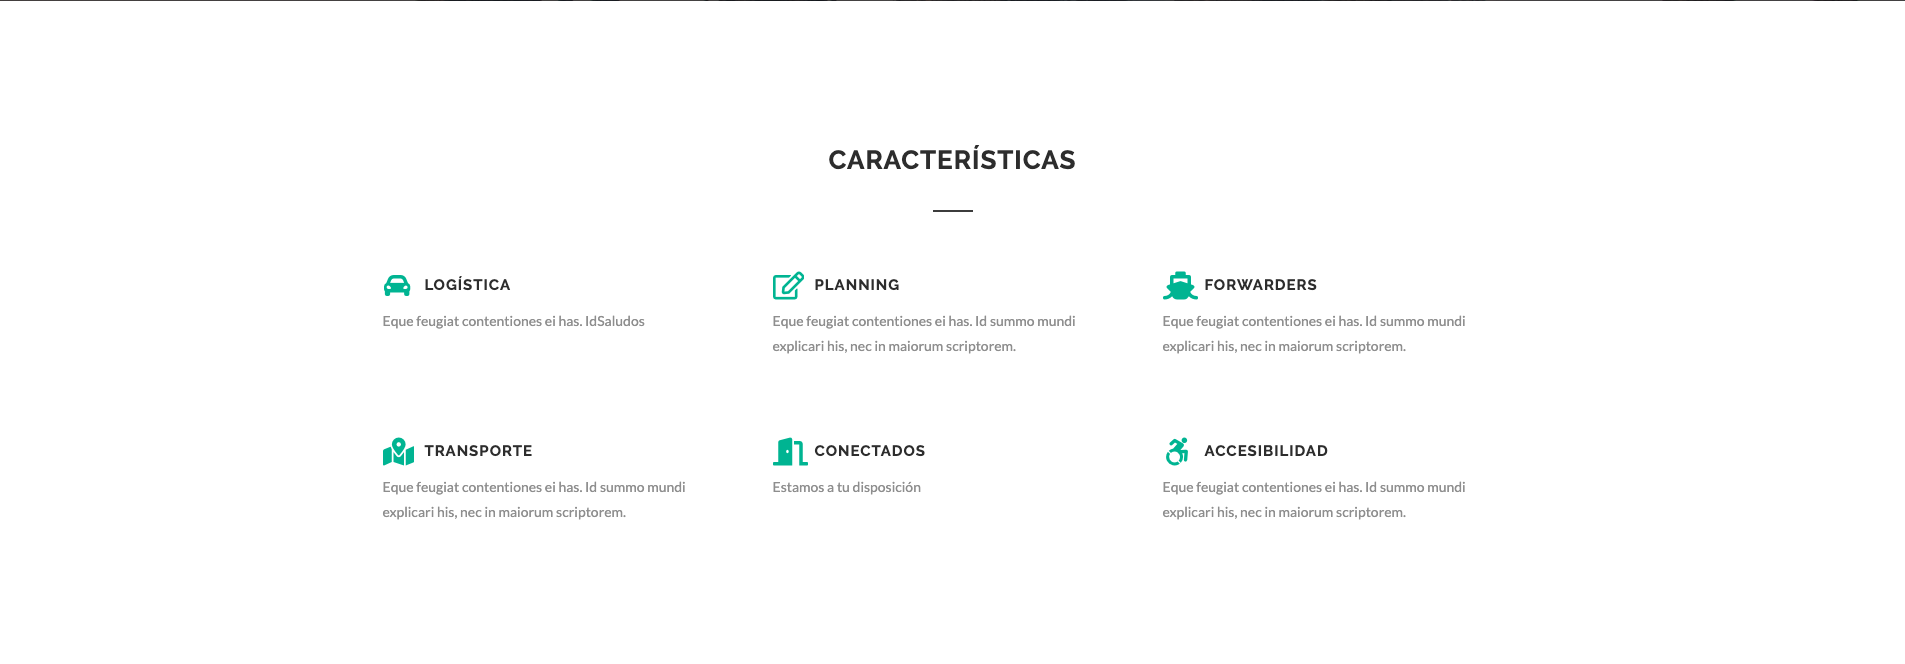 CARACTERÍSTICAS
LOGÍSTICA
Eque feugiat contentiones ei has. IdSaludos
PLANNING
Eque feugiat contentiones ei has. Id summo mundi
explicari his, nec in maiorum scriptorem.
FORWARDERS
Eque feugiat contentiones ei has. Id summo mundi
explicari his, nec in maiorum scriptorem.
TRANSPORTE
Eque feugiat contentiones ei has. Id summo mundi
explicari his, nec in maiorum scriptorem.
CONECTADOS
Estamos a tu disposición
ACCESIBILIDAD
Eque feugiat contentiones ei has. Id summo mundi
explicari his, nec in maiorum scriptorem.